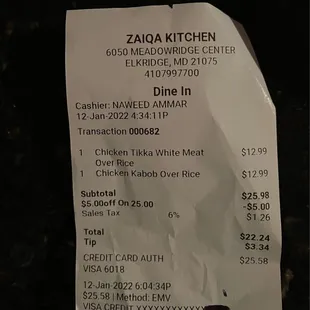 ZAIQA KITCHEN
6050 MEADOWRIDGE CENTER
ELKRIDGE, MD 21075
4107997700
Dine In
Cashier: NAWEED AMMAR
12-Jan-2022 4:34:11P
Transaction 000682
1 Chicken Tikka White Meat $12.99
Over Rice
1 Chicken Kabob Over Rice $12.99
Subtotal $25.98
$5.00off On 25.00 -$5.00
Sales Tax 6% $1.26
Total $22.24
Tip $3.34
CREDIT CARD AUTH $25.58
VISA 6018
12-Jan-2022 6:04:34P
$25.58 | Method: EMV
VISA CREDIT XXXXXXXXXXXX